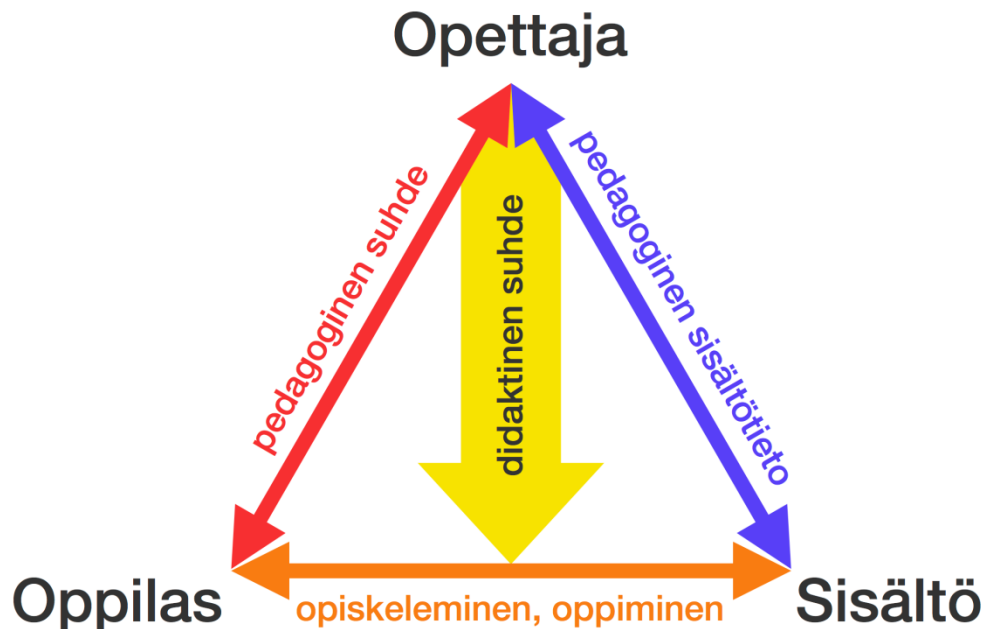 Opettaja
pedagoginen suhde
didaktinen suhde
pedagoginen sisältötieto
Oppilas
opiskeleminen, oppiminen
Sisältö